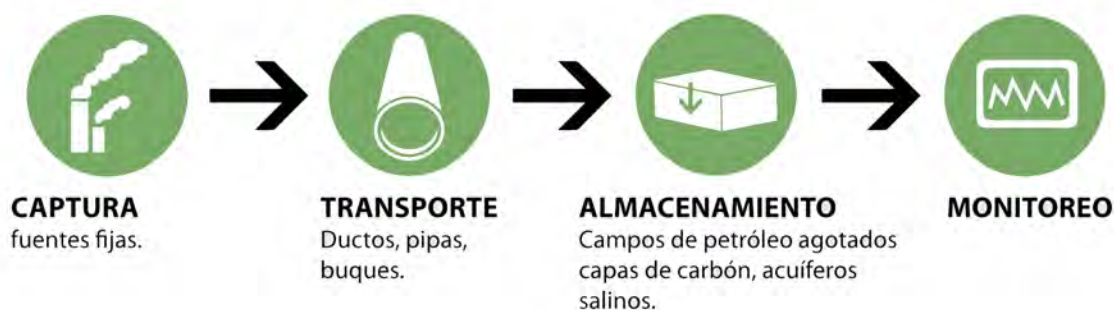 CAPTURA
fuentes fijas.
TRANSPORTE
Ductos, pipas,
buques.
ALMACENAMIENTO
Campos de petróleo agotados
capas de carbón, acuíferos
salinos.
MONITOREO